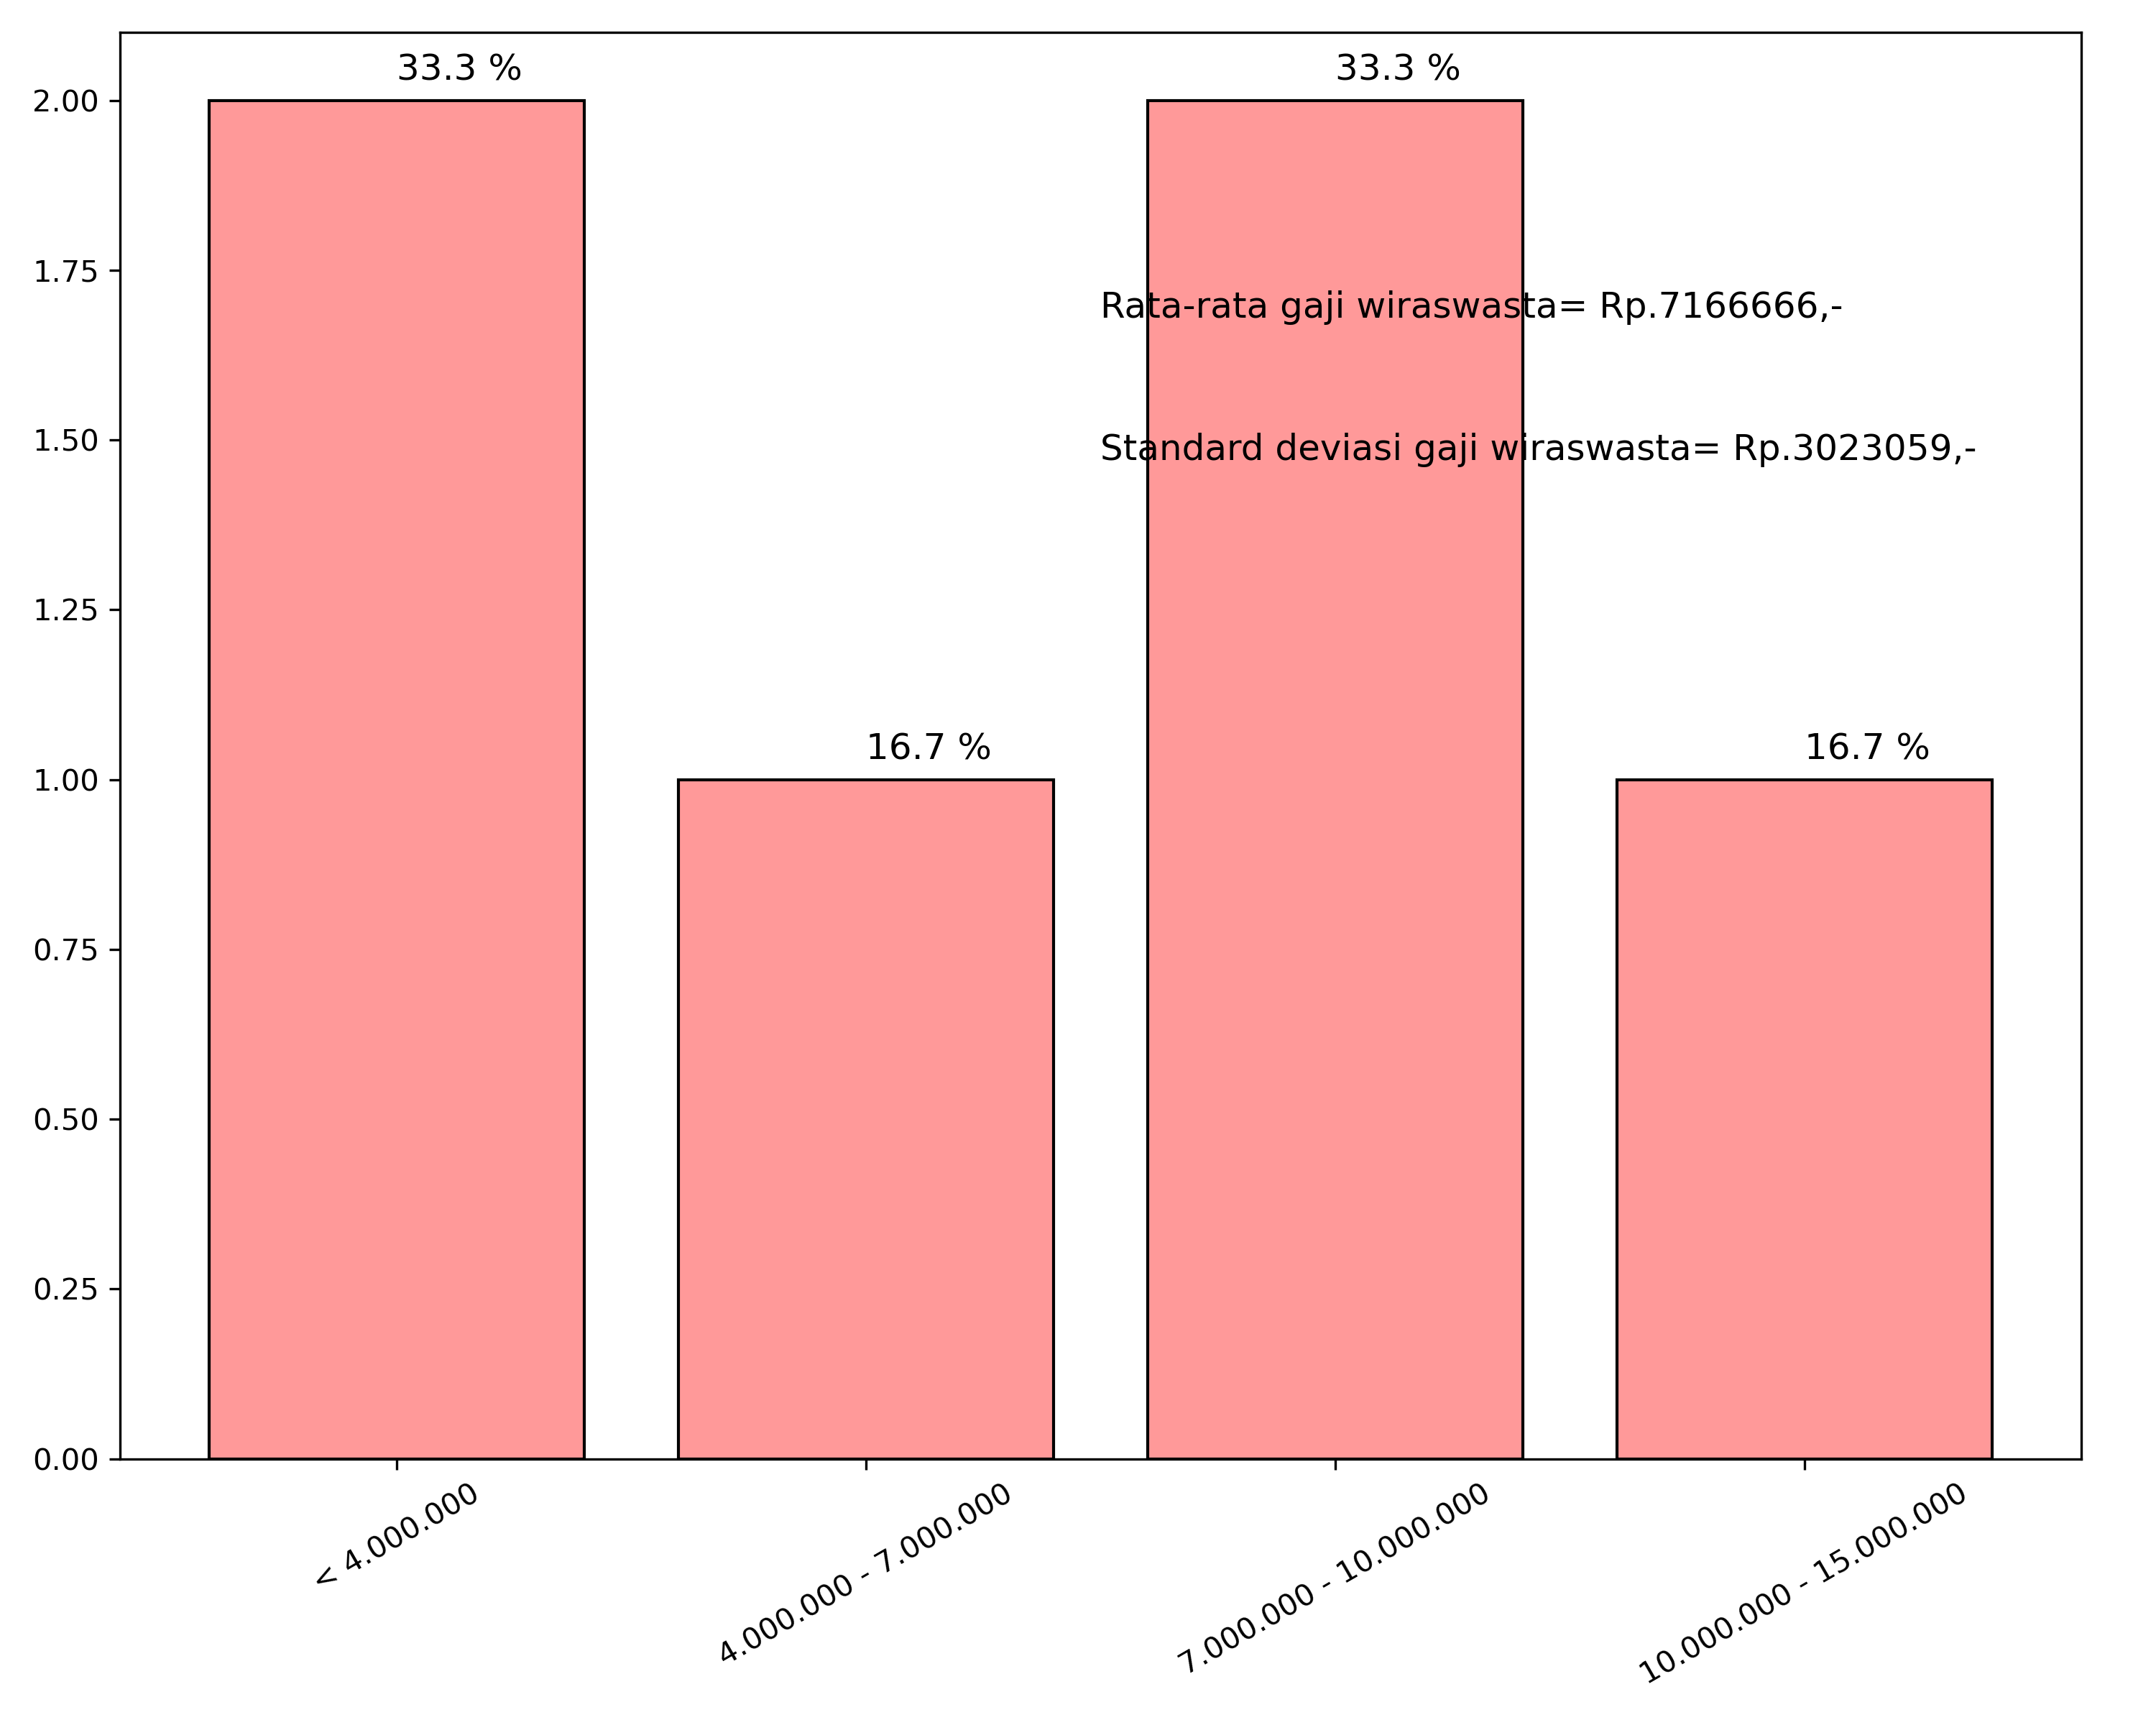 33.3 %
33.3 %
2.00
1.75
Rata-rata gaji wiraswasta= Rp.7166666,-
1.50
Standard deviasi gaji wiraswasta= Rp.3023059,-
1.25
16.7 %
16.7 %
1.00
0.75
0.50
0.25
0.00
< 4.000.000
4.000.000 - 7.000.000
7.000.000 - 10.000.000
10.000.000 - 15.000.000